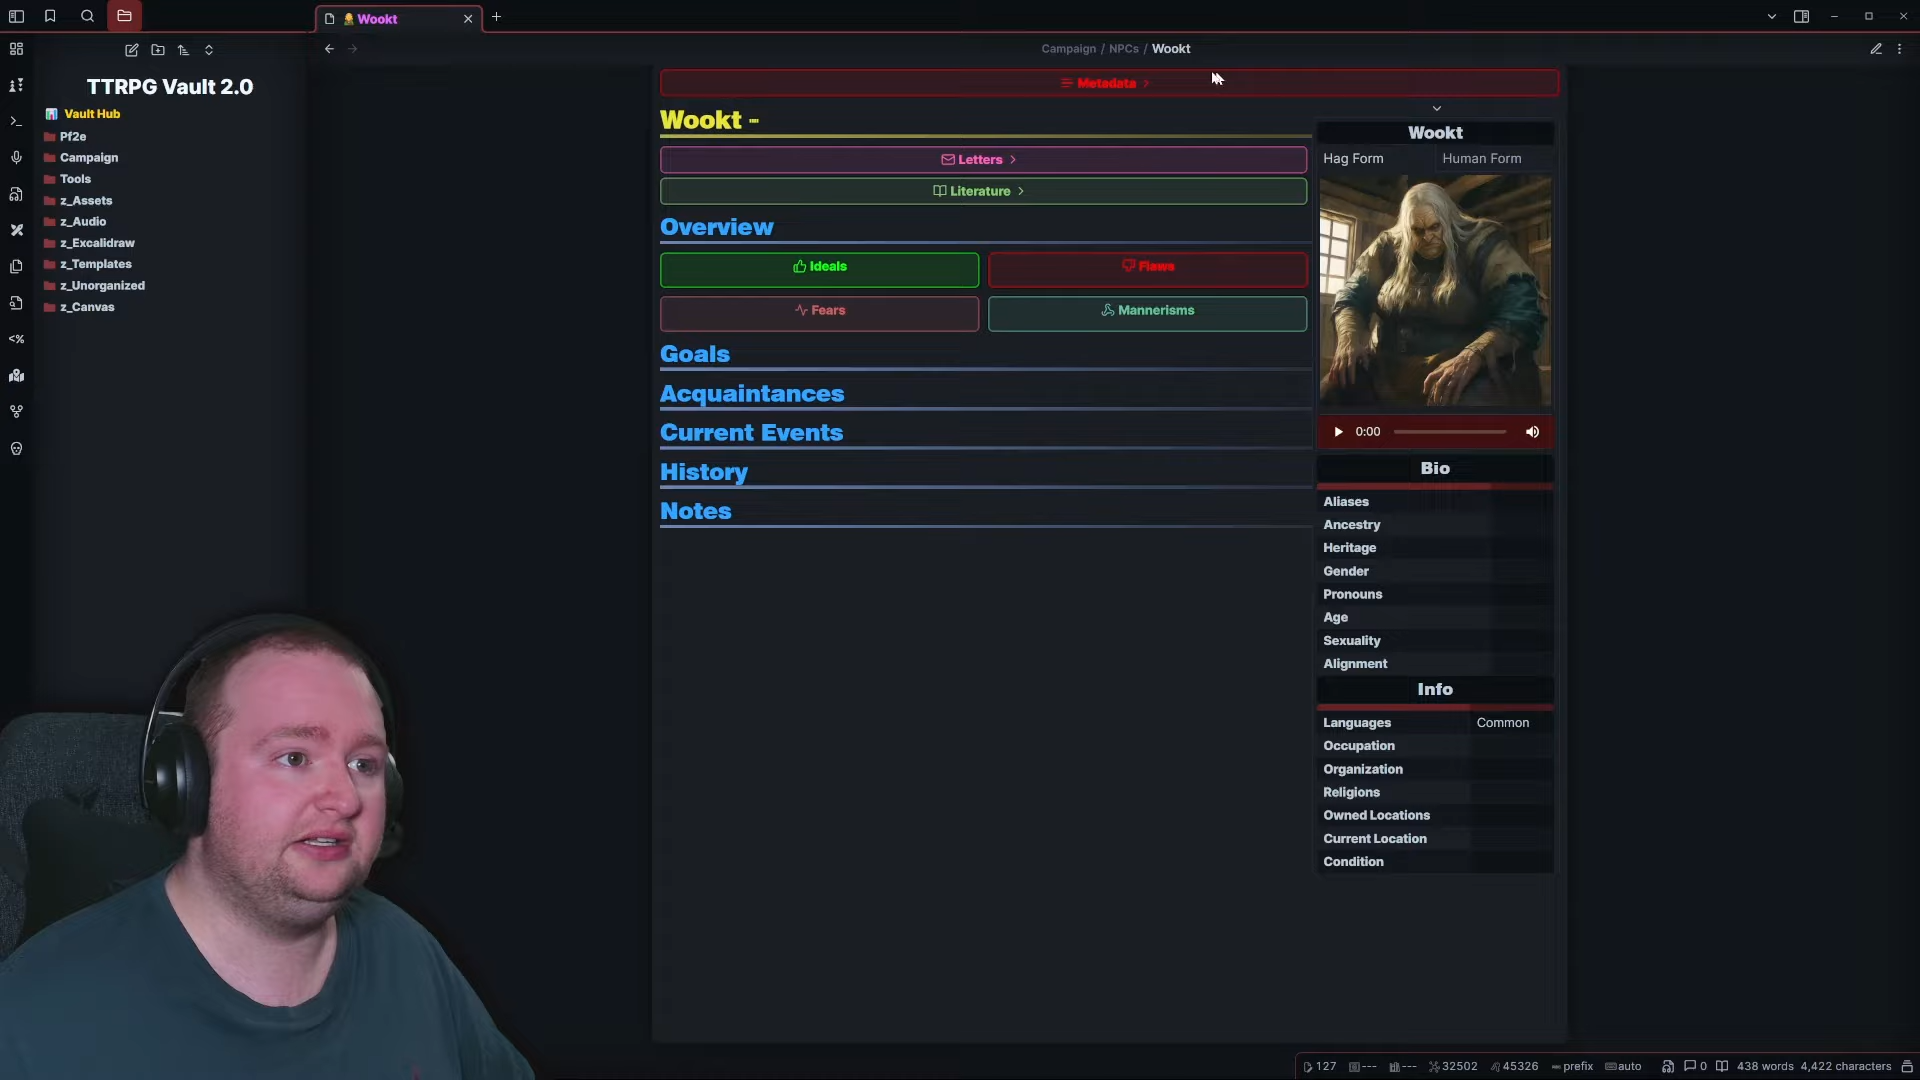 Wookt
Campaign / NPCs / Wookt
TTRPG Vault 2.0
Vault Hub
Pf2e
Campaign
Tools
z_Assets
z_Audio
z_Excalidraw
z_Templates
z_Unorganized
z_Canvas
Metadata
Wookt -
Letters
Literature
Overview
Ideals
Flaws
Fears
Mannerisms
Goals
Acquaintances
Current Events
History
Notes
Wookt
Hag Form Human Form
0:00
Bio
Aliases
Ancestry
Heritage
Gender
Pronouns
Age
Sexuality
Alignment
Info
Languages Common
Occupation
Organization
Religions
Owned Locations
Current Location
Condition
127 --- --- 32502 45326 prefix auto 0 438 words 4,422 characters